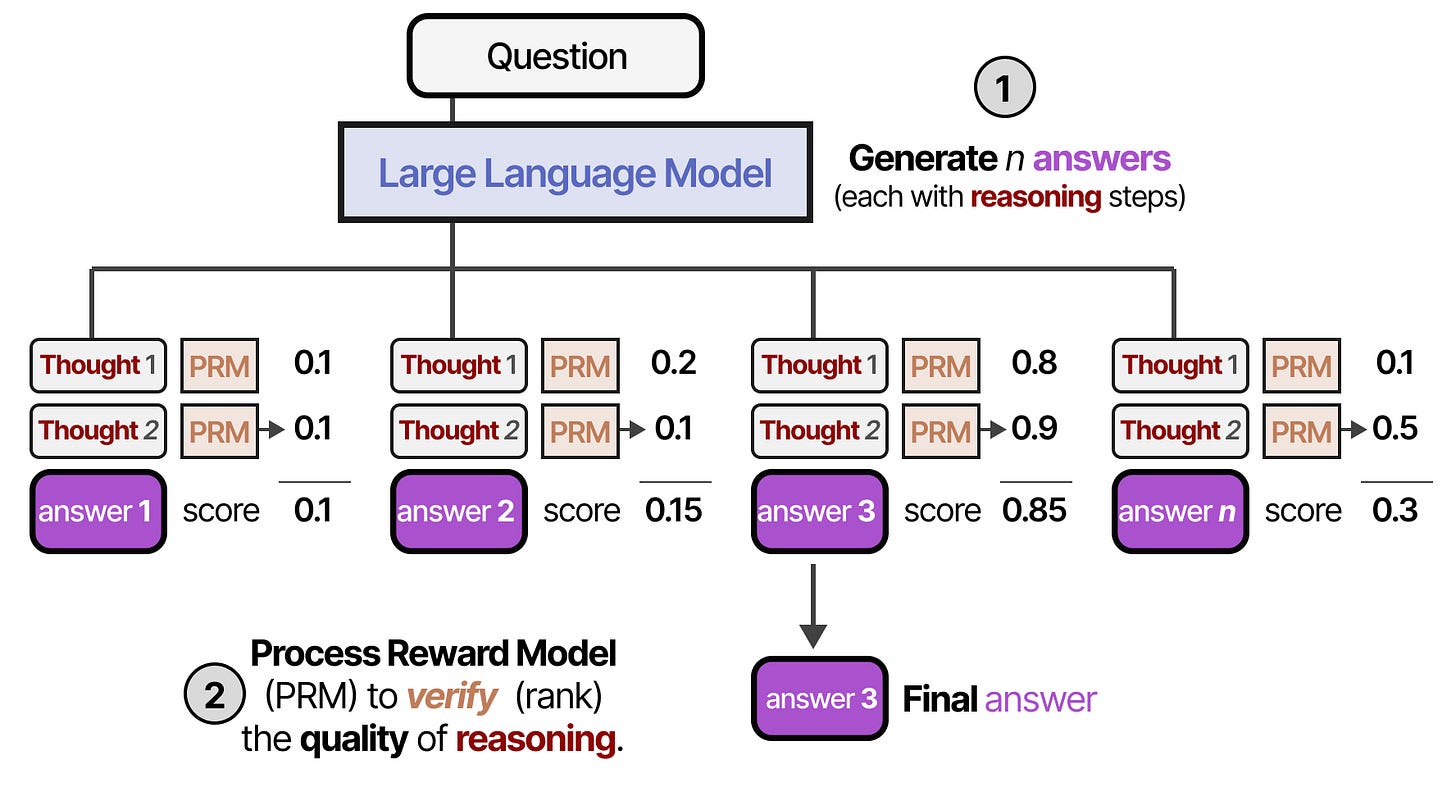 Question
1
Large Language Model
Generate n answers
(each with reasoning steps)
Thought 1 PRM 0.1 Thought 1 PRM 0.2 Thought 1 PRM 0.8 Thought 1 PRM 0.1
Thought 2 PRM 0.1 Thought 2 PRM 0.1 Thought 2 PRM 0.9 Thought 2 PRM 0.5
answer 1 score 0.1 answer 2 score 0.15 answer 3 score 0.85 answer n score 0.3
2
Process Reward Model
(PRM) to verify (rank)
the quality of reasoning.
answer 3 Final answer